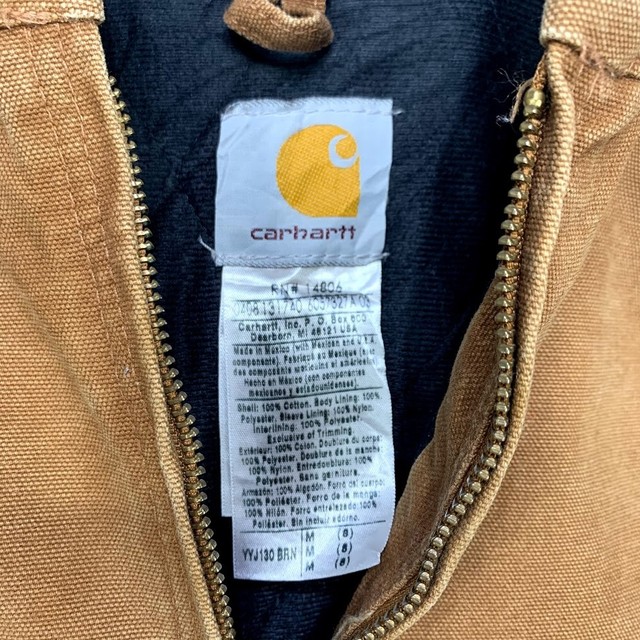 carhartt
RN# 14806
Carhartt, Inc. P. O. Box 600
Dearborn, MI 48121 USA
Made in Mexico (with Mexican and U.S.A.
components). Fabriqué au Mexique (avec
composants mexicains et américains)
Hecho en México (con componentes
mexicanos y estadounidenses).
Shell: 100% Cotton. Body Lining: 100%
Polyester. Sleeve Lining: 100% Nylon.
Interlining: 100% Polyester.
Exclusive of Trimming.
Extérieur: 100% Coton. Doublure du corps:
100% Polyester. Doublure de la manche
100% Nylon. Entredoublure: 100%
Polyester. Sans garniture.
Armazón: 100% Algodón. Forro de cuerpo:
100% Poliéster. Forro de la manga:
100% Nilón. Forro entrelazado: 100%
Poliéster. Sin incluir adorno.
M (8)
YYJ130 BRN M (8)
M (8)